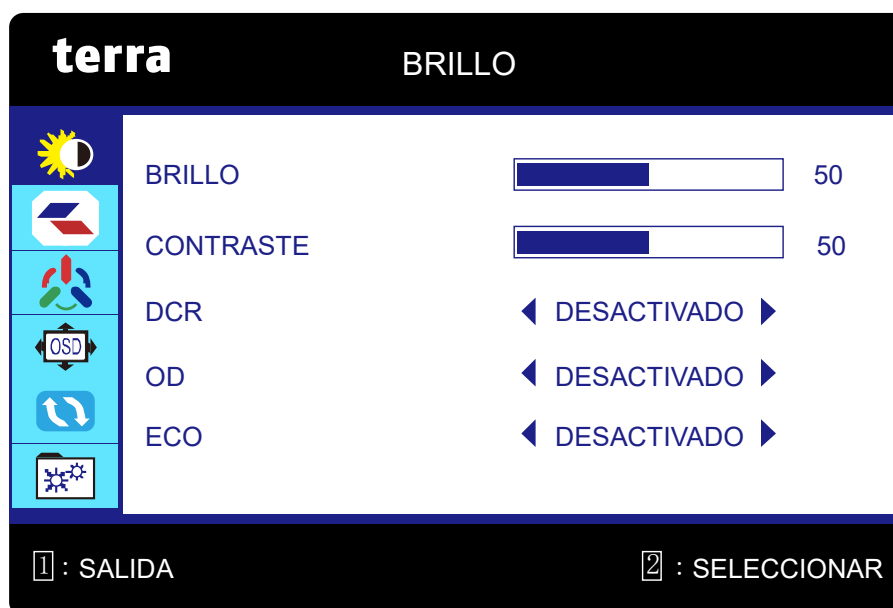 terra BRILLO
BRILLO 50
CONTRASTE 50
DCR DESACTIVADO
OD DESACTIVADO
OSD
ECO DESACTIVADO
1 : SALIDA 2 : SELECCIONAR